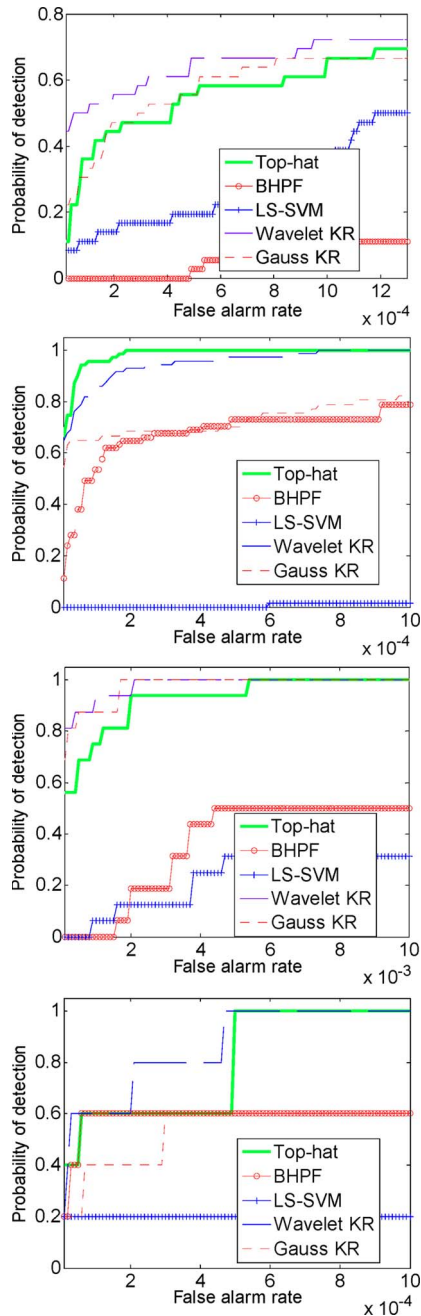 0.8
0.6
0.4
0.2
0
Probability of detection
Top-hat
BHPF
LS-SVM
Wavelet KR
Gauss KR
2 4 6 8 10 12
False alarm rate
x 10-4
1
0.8
0.6
0.4
0.2
0
Probability of detection
Top-hat
BHPF
LS-SVM
Wavelet KR
Gauss KR
2 4 6 8 10
False alarm rate
x 10-4
1
0.8
0.6
0.4
0.2
0
Probability of detection
Top-hat
BHPF
LS-SVM
Wavelet KR
Gauss KR
2 4 6 8 10
False alarm rate
x 10-3
1
0.8
0.6
0.4
0.2
0
Probability of detection
Top-hat
BHPF
LS-SVM
Wavelet KR
Gauss KR
2 4 6 8 10
False alarm rate
x 10-4